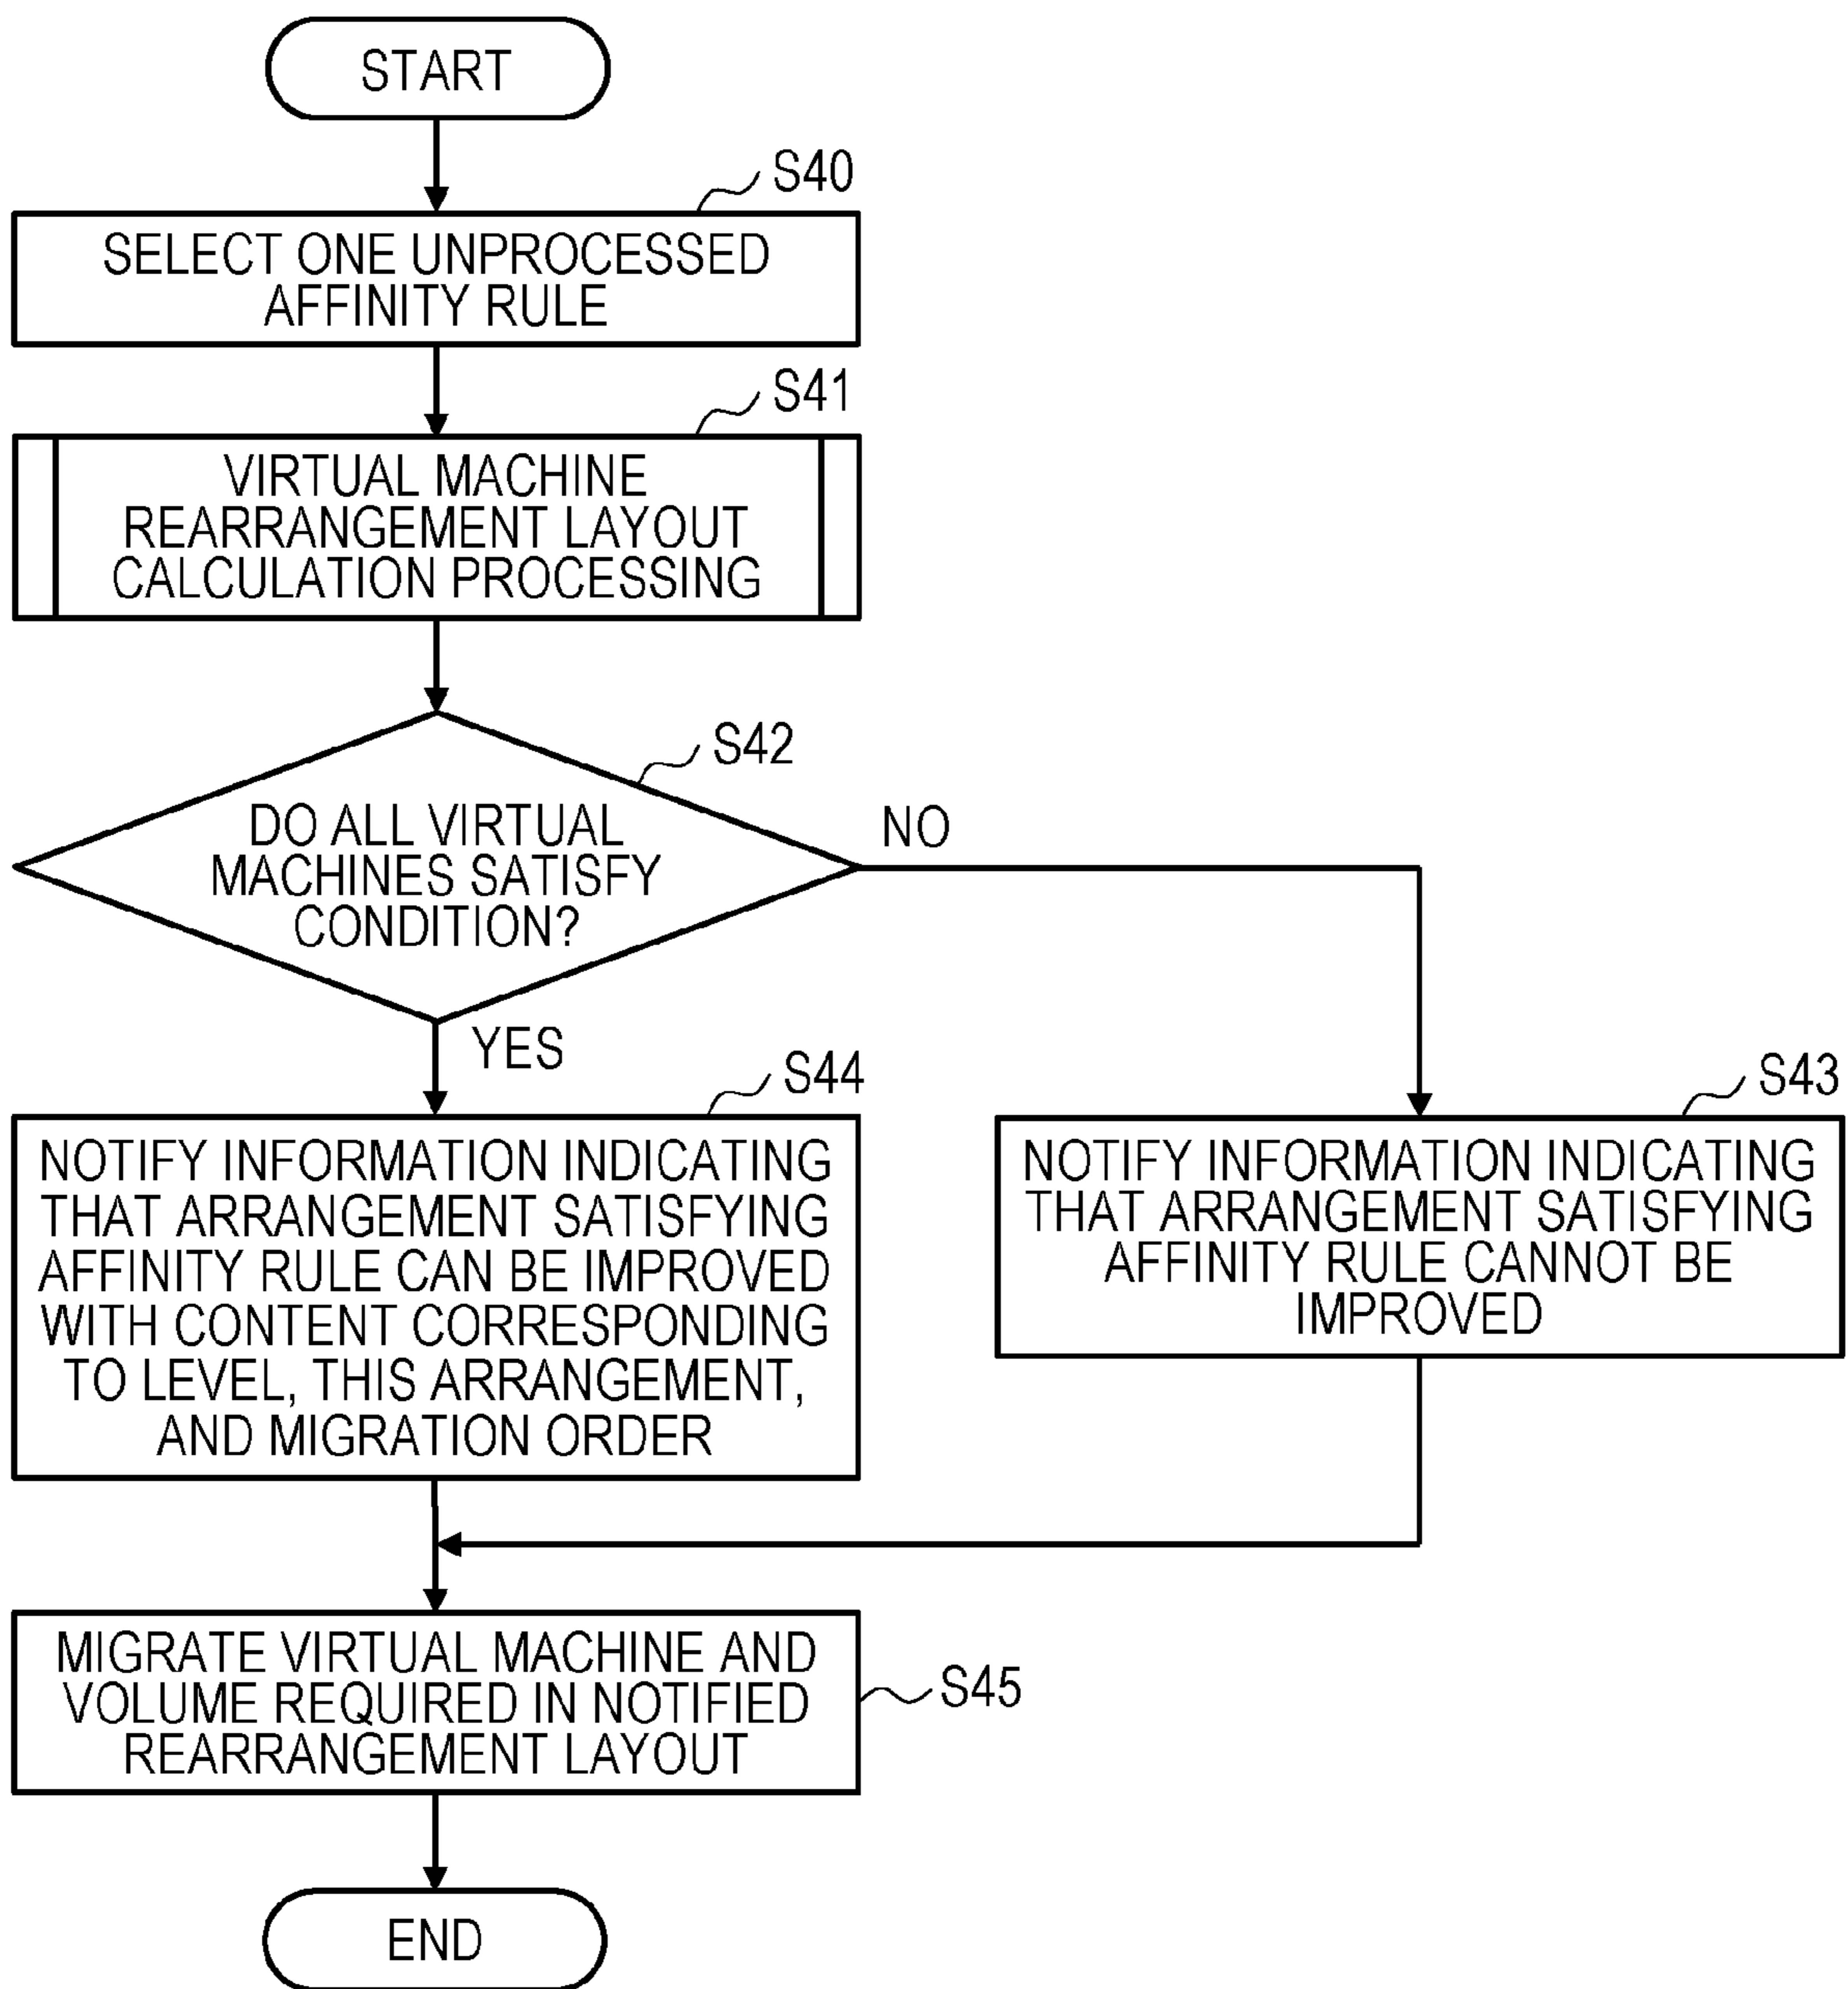 START
S40
SELECT ONE UNPROCESSED
AFFINITY RULE
S41
VIRTUAL MACHINE
REARRANGEMENT LAYOUT
CALCULATION PROCESSING
S42
DO ALL VIRTUAL
MACHINES SATISFY
CONDITION?
NO
YES
S44
NOTIFY INFORMATION INDICATING
THAT ARRANGEMENT SATISFYING
AFFINITY RULE CAN BE IMPROVED
WITH CONTENT CORRESPONDING
TO LEVEL, THIS ARRANGEMENT,
AND MIGRATION ORDER
S43
NOTIFY INFORMATION INDICATING
THAT ARRANGEMENT SATISFYING
AFFINITY RULE CANNOT BE
IMPROVED
MIGRATE VIRTUAL MACHINE AND
VOLUME REQUIRED IN NOTIFIED
REARRANGEMENT LAYOUT
S45
END